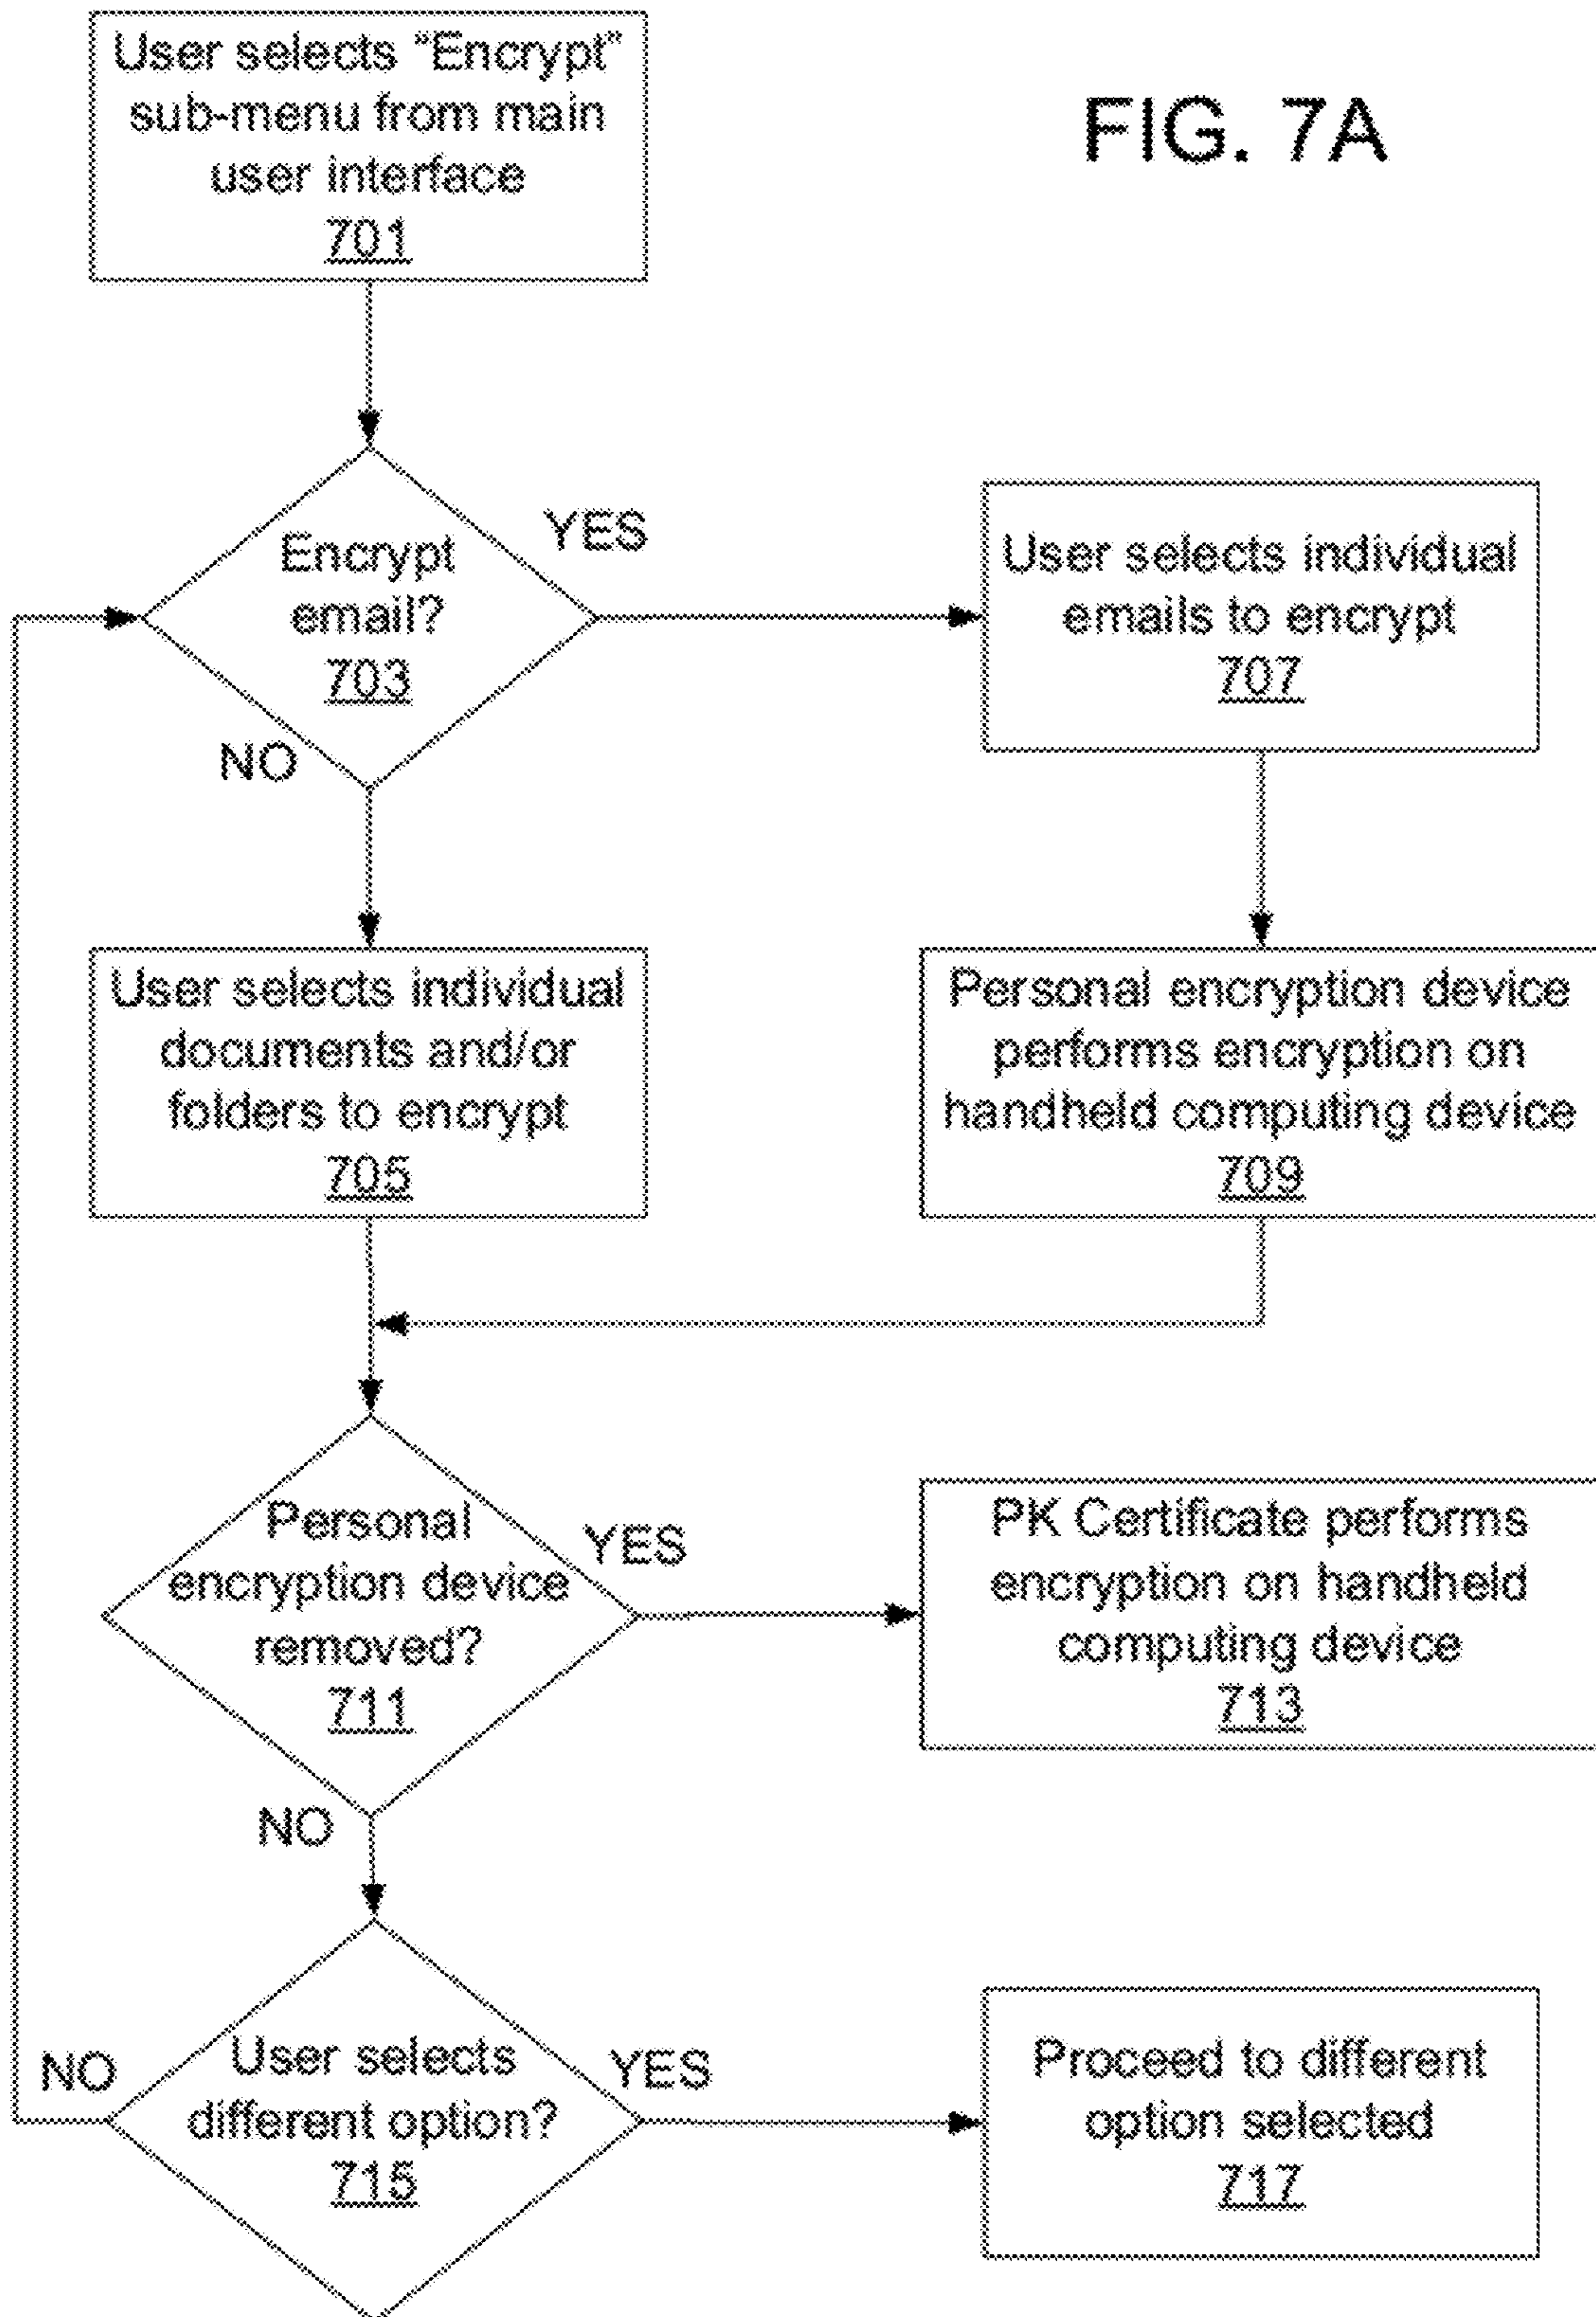 FIG. 7A
User selects “Encrypt”
sub-menu from main
user interface
701
Encrypt
email?
703
YES
NO
User selects individual
emails to encrypt
707
User selects individual
documents and/or
folders to encrypt
705
Personal encryption device
performs encryption on
handheld computing device
709
Personal
encryption device
removed?
711
YES
NO
PK Certificate performs
encryption on handheld
computing device
713
User selects
different option?
715
NO
YES
Proceed to different
option selected
717